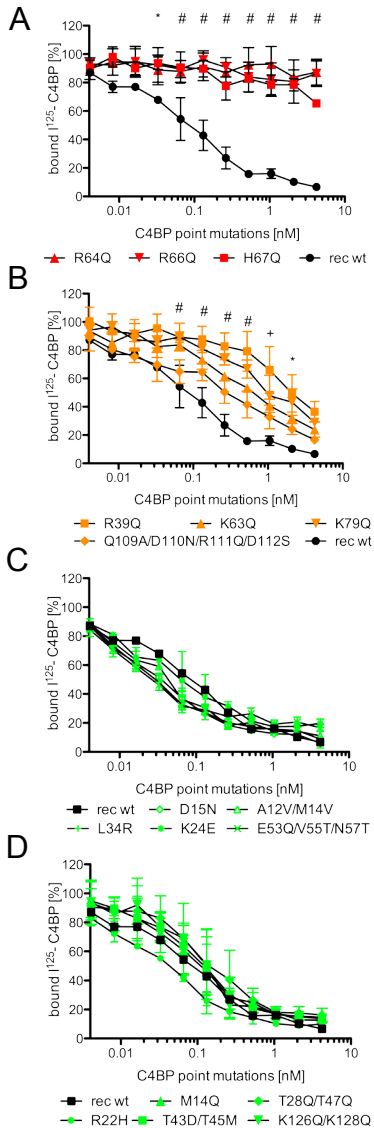 A
* # # # # # # #
120
100
80
60
40
20
0
bound I¹²⁵- C4BP [%]
0.01 0.1 1 10
C4BP point mutations [nM]
R64Q R66Q H67Q rec wt
B
# # # # + *
120
100
80
60
40
20
0
bound I¹²⁵- C4BP [%]
0.01 0.1 1 10
C4BP point mutations [nM]
R39Q K63Q K79Q
Q109A/D110N/R111Q/D112S rec wt
C
120
100
80
60
40
20
0
bound I¹²⁵- C4BP [%]
0.01 0.1 1 10
C4BP point mutations [nM]
rec wt D15N A12V/M14V
L34R K24E E53Q/V55T/N57T
D
120
100
80
60
40
20
0
bound I¹²⁵- C4BP [%]
0.01 0.1 1 10
C4BP point mutations [nM]
rec wt M14Q T28Q/T47Q
R22H T43D/T45M K126Q/K128Q